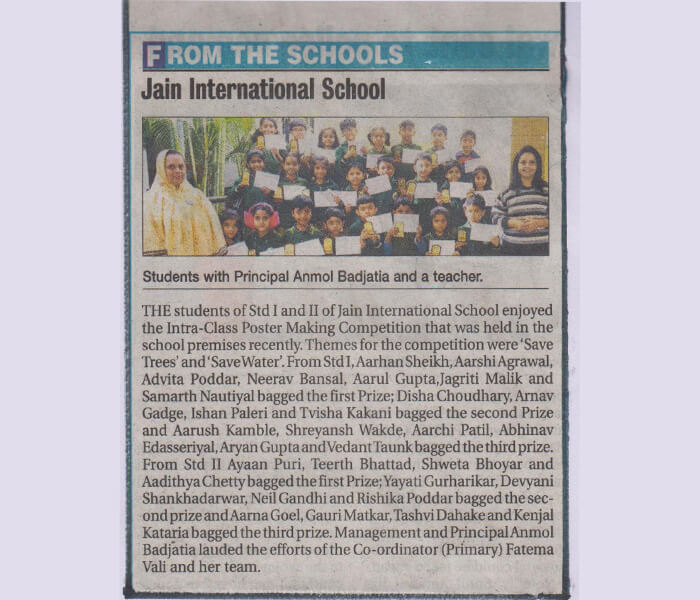 FROM THE SCHOOLS
Jain International School
Students with Principal Anmol Badjatia and a teacher.
THE students of Std I and II of Jain International School enjoyed
the Intra-Class Poster Making Competition that was held in the
school premises recently. Themes for the competition were ‘Save
Trees’ and ‘Save Water’. From Std I, Aarhan Sheikh, Aarshi Agrawal,
Advita Poddar, Neerav Bansal, Aarul Gupta,Jagriti Malik and
Samarth Nautiyal bagged the first Prize; Disha Choudhary, Arnav
Gadge, Ishan Paleri and Tvisha Kakani bagged the second Prize
and Aarush Kamble, Shreyansh Wakde, Aarchi Patil, Abhinav
Edasseriyal, Aryan Gupta and Vedant Taunk bagged the third prize.
From Std II Ayaan Puri, Teerth Bhattad, Shweta Bhoyar and
Aadithya Chetty bagged the first Prize; Yayati Gurharikar, Devyani
Shankhadarwar, Neil Gandhi and Rishika Poddar bagged the sec-
ond prize and Aarna Goel, Gauri Matkar, Tashvi Dahake and Kenjal
Kataria bagged the third prize. Management and Principal Anmol
Badjatia lauded the efforts of the Co-ordinator (Primary) Fatema
Vali and her team.